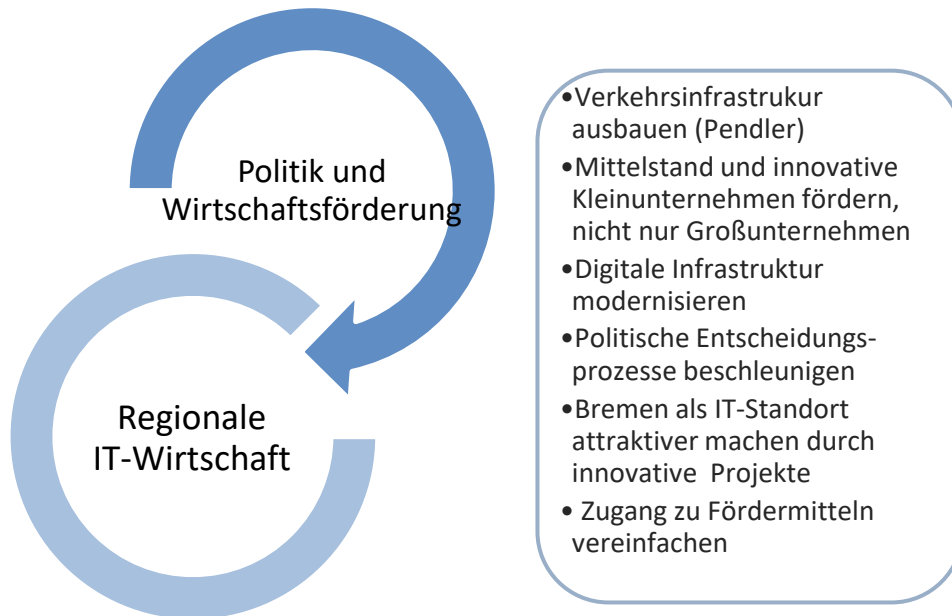 Politik und
Wirtschaftsförderung
Regionale
IT-Wirtschaft
•Verkehrsinfrastrukur
ausbauen (Pendler)
•Mittelstand und innovative
Kleinunternehmen fördern,
nicht nur Großunternehmen
•Digitale Infrastruktur
modernisieren
•Politische Entscheidungs-
prozesse beschleunigen
•Bremen als IT-Standort
attraktiver machen durch
innovative Projekte
• Zugang zu Fördermitteln
vereinfachen